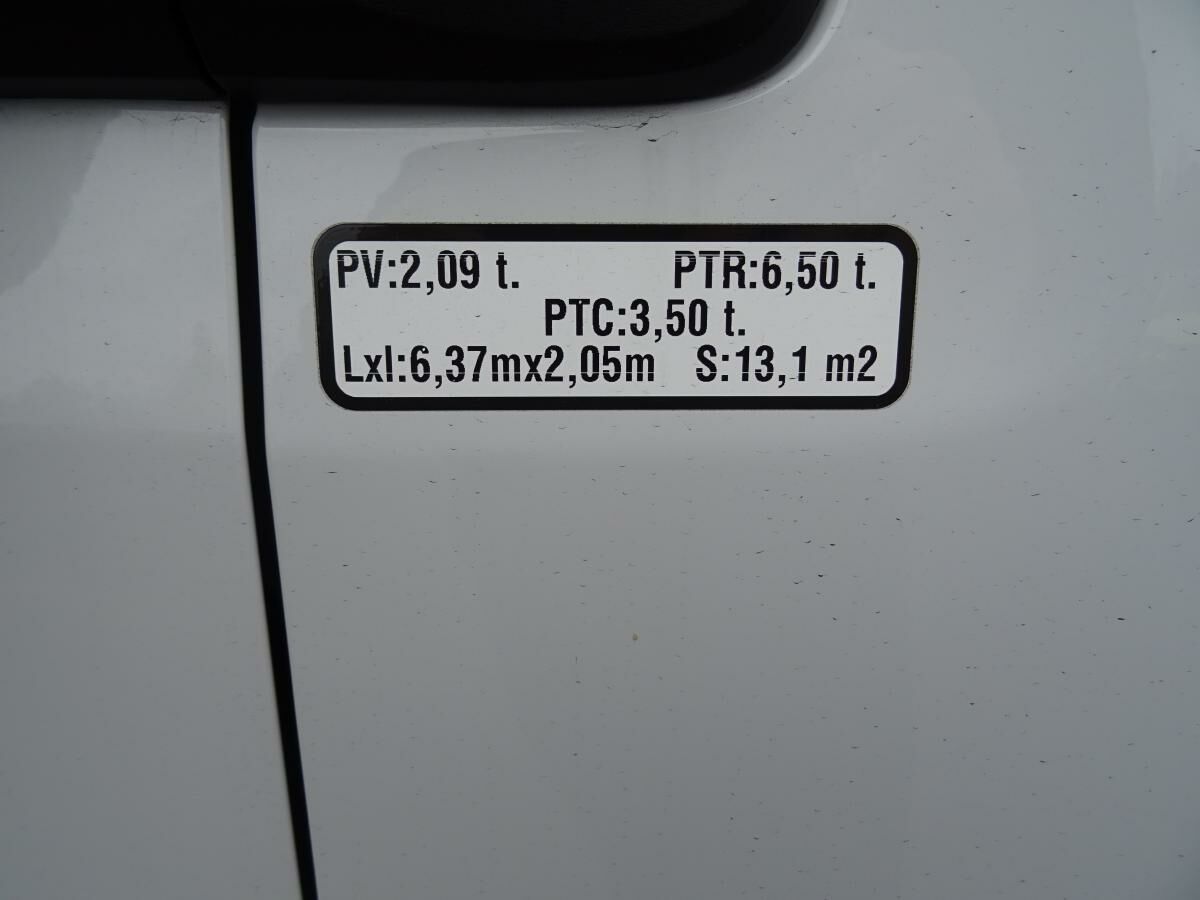 PV:2,09 t. PTR:6,50 t.
PTC:3,50 t.
Lxl:6,37mx2,05m S:13,1 m2